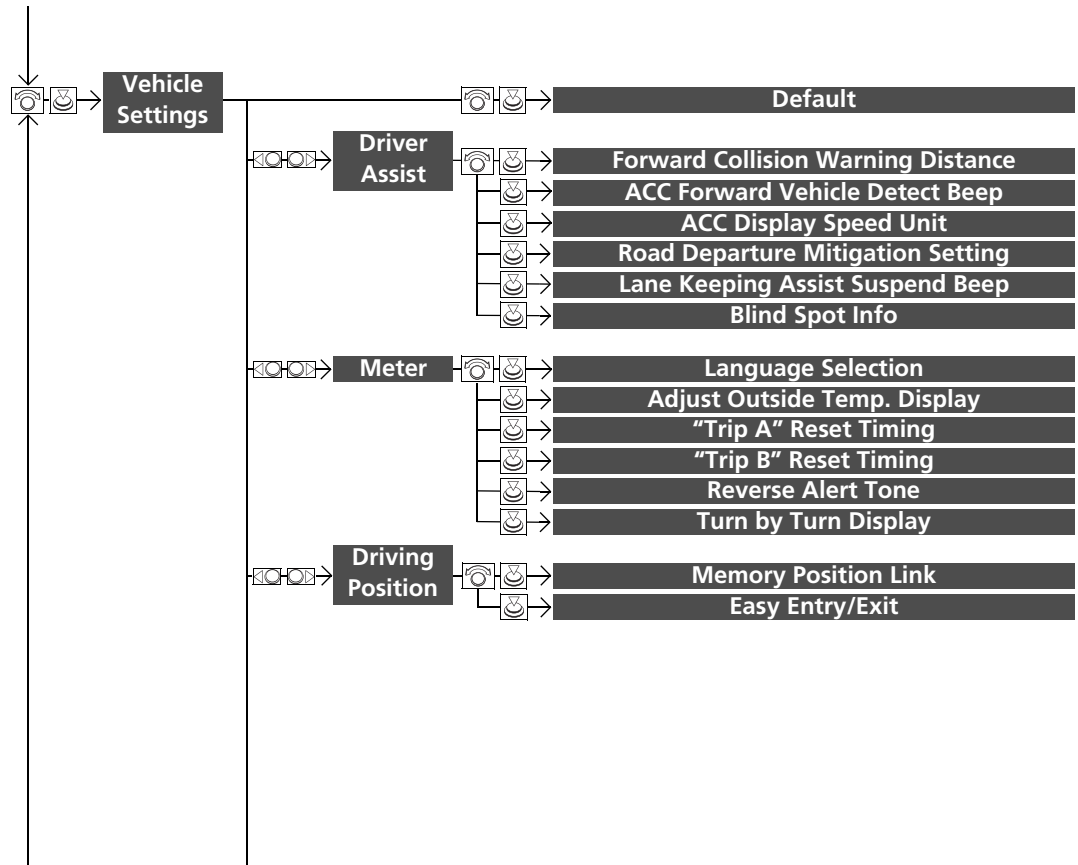 Vehicle
Settings
Default
Driver
Assist
Forward Collision Warning Distance
ACC Forward Vehicle Detect Beep
ACC Display Speed Unit
Road Departure Mitigation Setting
Lane Keeping Assist Suspend Beep
Blind Spot Info
Meter
Language Selection
Adjust Outside Temp. Display
“Trip A” Reset Timing
“Trip B” Reset Timing
Reverse Alert Tone
Turn by Turn Display
Driving
Position
Memory Position Link
Easy Entry/Exit